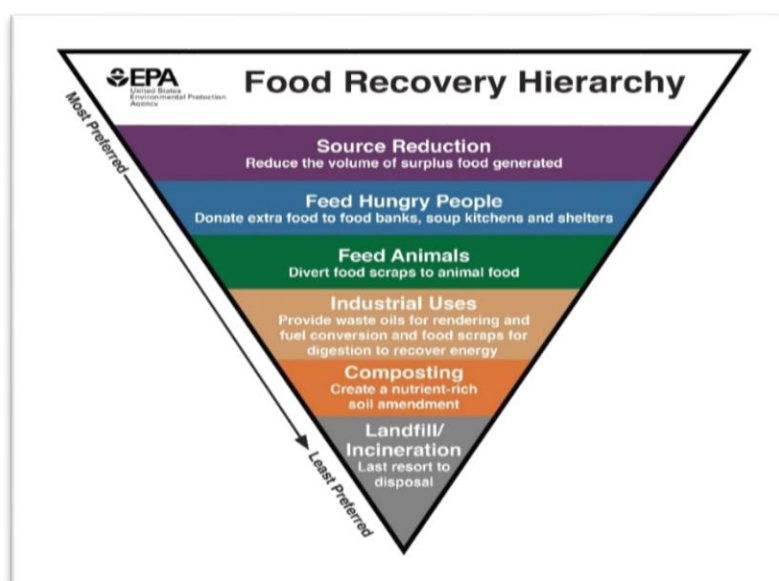 EPA
United States
Environmental Protection
Agency
Food Recovery Hierarchy
Most Preferred
Source Reduction
Reduce the volume of surplus food generated
Feed Hungry People
Donate extra food to food banks, soup kitchens and shelters
Feed Animals
Divert food scraps to animal food
Industrial Uses
Provide waste oils for rendering and
fuel conversion and food scraps for
digestion to recover energy
Composting
Create a nutrient-rich
soil amendment
Landfill/
Incineration
Last resort to
disposal
Least Preferred